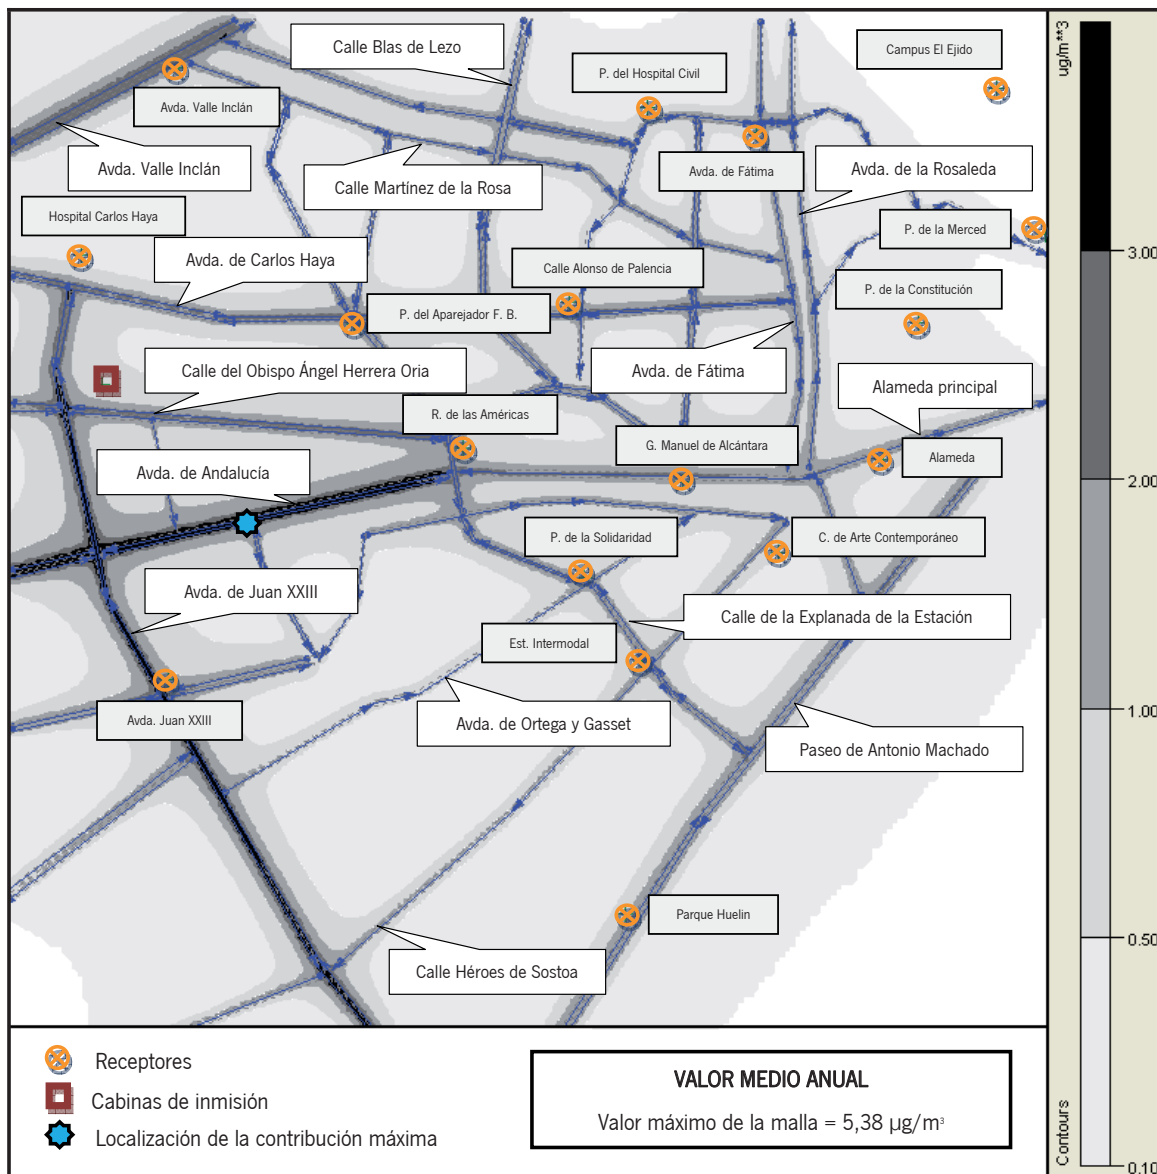 Calle Blas de Lezo
P. del Hospital Civil
Campus El Ejido
ug/m**3
Avda. Valle Inclán
Avda. Valle Inclán
Calle Martínez de la Rosa
Avda. de Fátima
Avda. de la Rosaleda
Hospital Carlos Haya
P. de la Merced
Avda. de Carlos Haya
Calle Alonso de Palencia
3.00
P. de la Constitución
P. del Aparejador F. B.
Calle del Obispo Ángel Herrera Oria
Avda. de Fátima
Alameda principal
R. de las Américas
G. Manuel de Alcántara
Avda. de Andalucía
Alameda
2.00
P. de la Solidaridad
C. de Arte Contemporáneo
Avda. de Juan XXIII
Calle de la Explanada de la Estación
Est. Intermodal
Avda. Juan XXIII
Avda. de Ortega y Gasset
1.00
Paseo de Antonio Machado
Parque Huelin
0.50
Calle Héroes de Sostoa
Receptores
Cabinas de inmisión
Localización de la contribución máxima
VALOR MEDIO ANUAL
Valor máximo de la malla = 5,38 µg/m³
Contours
0.10